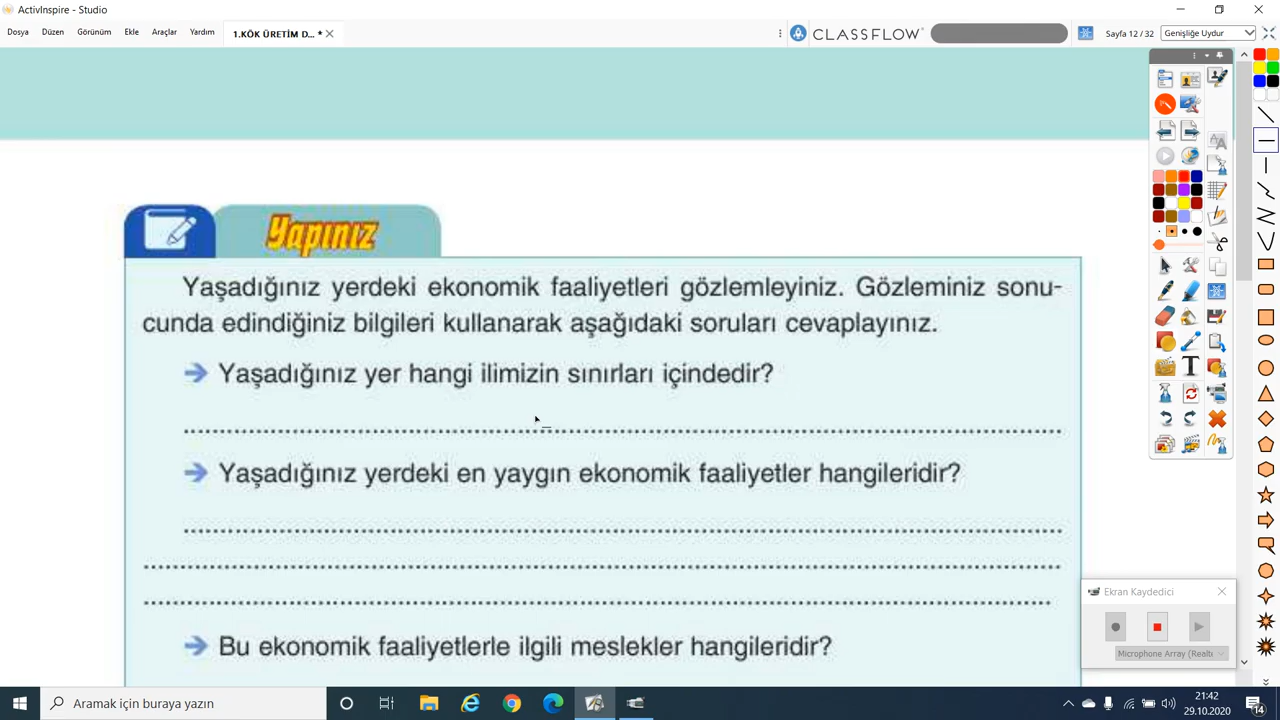 ActivInspire - Studio
Dosya Düzen Görünüm Ekle Araçlar Yardım 1.KÖK ÜRETİM D... * CLASSFLOW Sayfa 12 / 32 Genişliğe Uydur
Yapınız
Yaşadığınız yerdeki ekonomik faaliyetleri gözlemleyiniz. Gözleminiz sonu-
cunda edindiğiniz bilgileri kullanarak aşağıdaki soruları cevaplayınız.
Yaşadığınız yer hangi ilimizin sınırları içindedir?
Yaşadığınız yerdeki en yaygın ekonomik faaliyetler hangileridir?
Bu ekonomik faaliyetlerle ilgili meslekler hangileridir?
Ekran Kaydedici
Microphone Array (Realte
Aramak için buraya yazın
21:42
29.10.2020
14